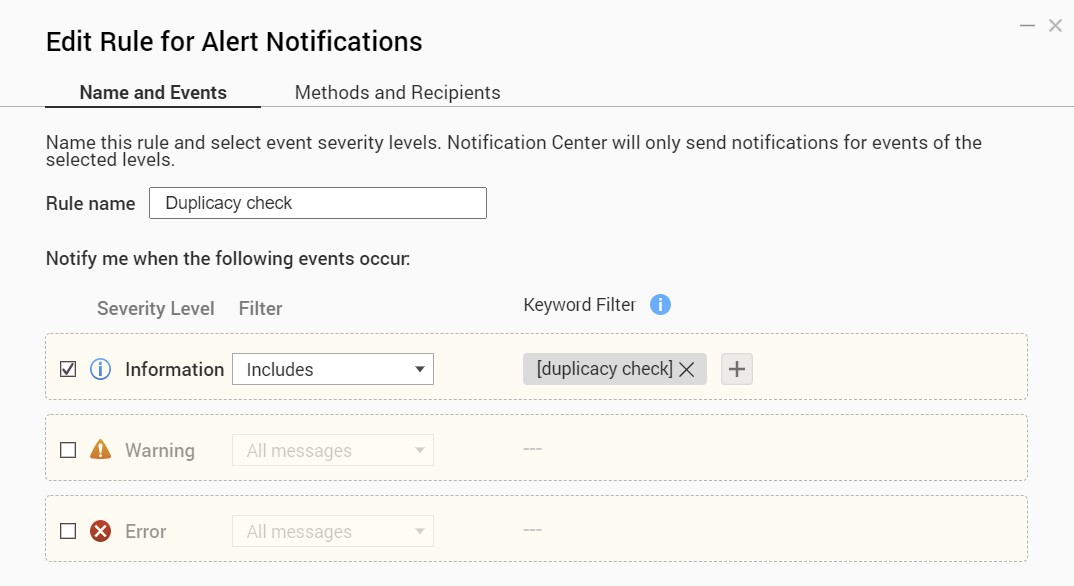 Edit Rule for Alert Notifications
Name and Events Methods and Recipients
Name this rule and select event severity levels. Notification Center will only send notifications for events of the
selected levels.
Rule name Duplicacy check
Notify me when the following events occur:
Severity Level Filter Keyword Filter
Information Includes [duplicacy check]
Warning All messages ---
Error All messages ---